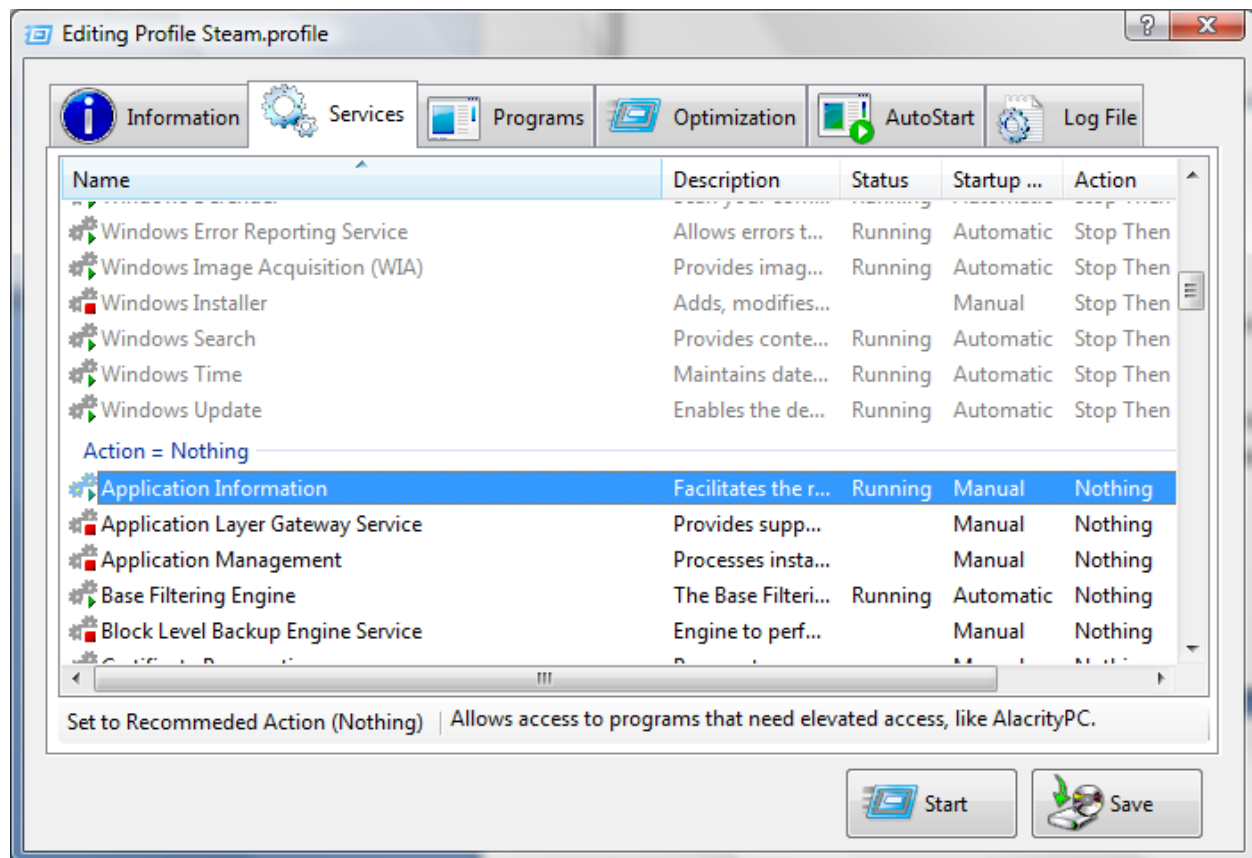 Editing Profile Steam.profile
Information Services Programs Optimization AutoStart Log File
Name Description Status Startup ... Action
Windows Error Reporting Service Allows errors t... Running Automatic Stop Then
Windows Image Acquisition (WIA) Provides imag... Running Automatic Stop Then
Windows Installer Adds, modifies... Manual Stop Then
Windows Search Provides conte... Running Automatic Stop Then
Windows Time Maintains date... Running Automatic Stop Then
Windows Update Enables the de... Running Automatic Stop Then
Action = Nothing
Application Information Facilitates the r... Running Manual Nothing
Application Layer Gateway Service Provides supp... Manual Nothing
Application Management Processes insta... Manual Nothing
Base Filtering Engine The Base Filteri... Running Automatic Nothing
Block Level Backup Engine Service Engine to perf... Manual Nothing
Set to Recommeded Action (Nothing) Allows access to programs that need elevated access, like AlacrityPC.
Start Save